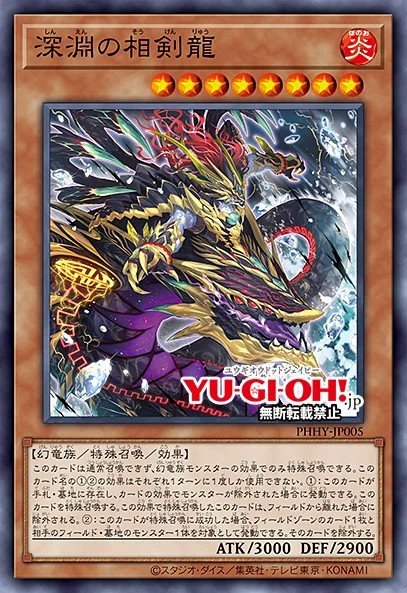 深淵の相剣龍
しん えん そう けん りゅう
炎
ほのお
ユウギオウドットジェイピー
YU-GI-OH!.jp
無断転載禁止
PHHY-JP005
【幻竜族/特殊召喚/効果】
このカードは通常召喚できず、幻竜族モンスターの効果でのみ特殊召喚できる。この
カード名の①②の効果はそれぞれ1ターンに1度しか使用できない。①:このカードが
手札・墓地に存在し、カードの効果でモンスターが除外された場合に発動できる。この
カードを特殊召喚する。この効果で特殊召喚したこのカードは、フィールドから離れた場合に
除外される。②:このカードが特殊召喚に成功した場合、フィールドゾーンのカード1枚と
相手のフィールド・墓地のモンスター1体を対象として発動できる。そのカードを除外する。
ATK/3000 DEF/2900
©スタジオ・ダイス/集英社・テレビ東京・KONAMI